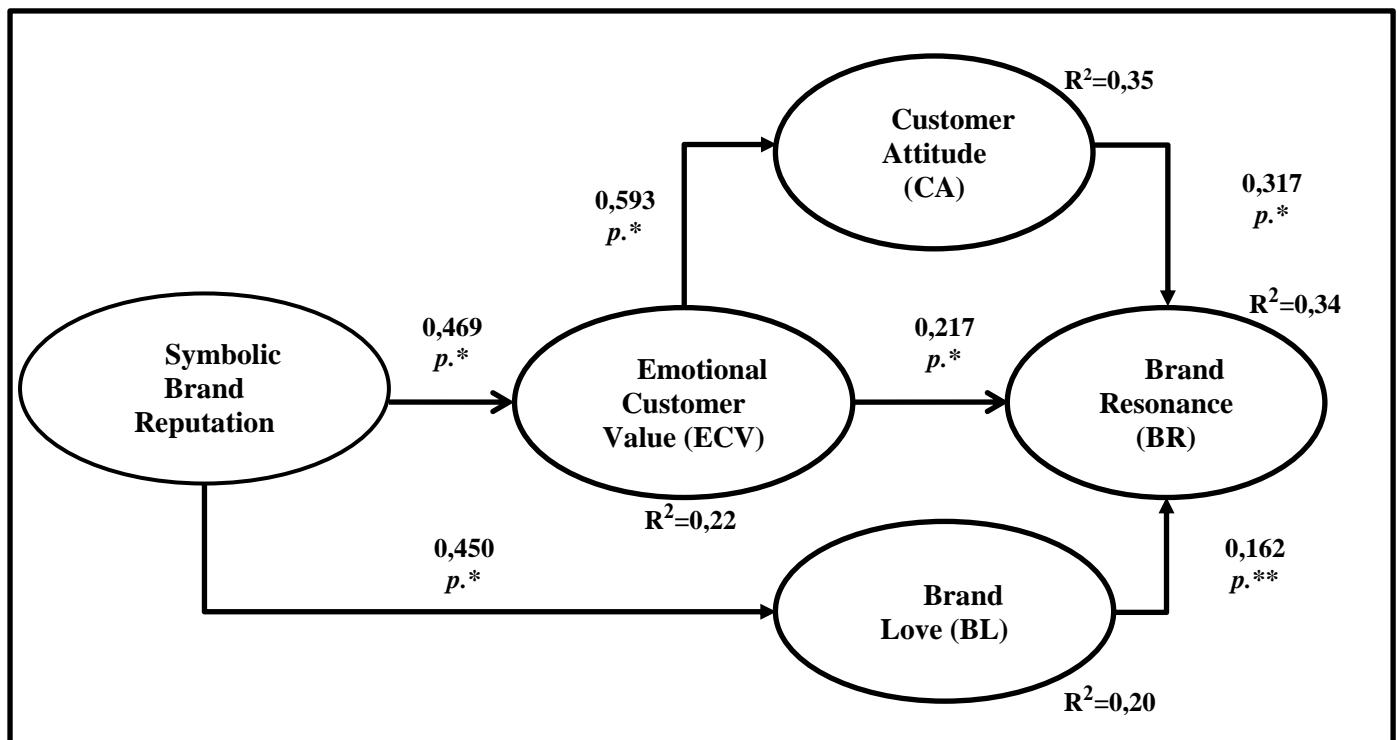 R²=0,35
Customer
Attitude
(CA)
0,593
p.*
0,317
p.*
R²=0,34
Symbolic
Brand
Reputation
0,469
p.*
Emotional
Customer
Value (ECV)
0,217
p.*
Brand
Resonance
(BR)
R²=0,22
0,450
p.*
Brand
Love (BL)
0,162
p.**
R²=0,20